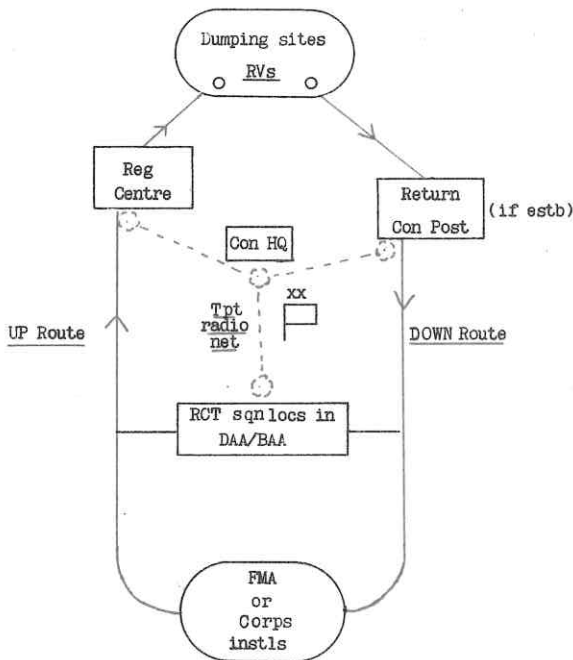 Dumping sites
RVs
Reg
Centre
Return
Con Post
(if estb)
Con HQ
xx
Tpt
radio
net
UP Route
DOWN Route
RCT sqn locs in
DAA/BAA
FMA
or
Corps
instls